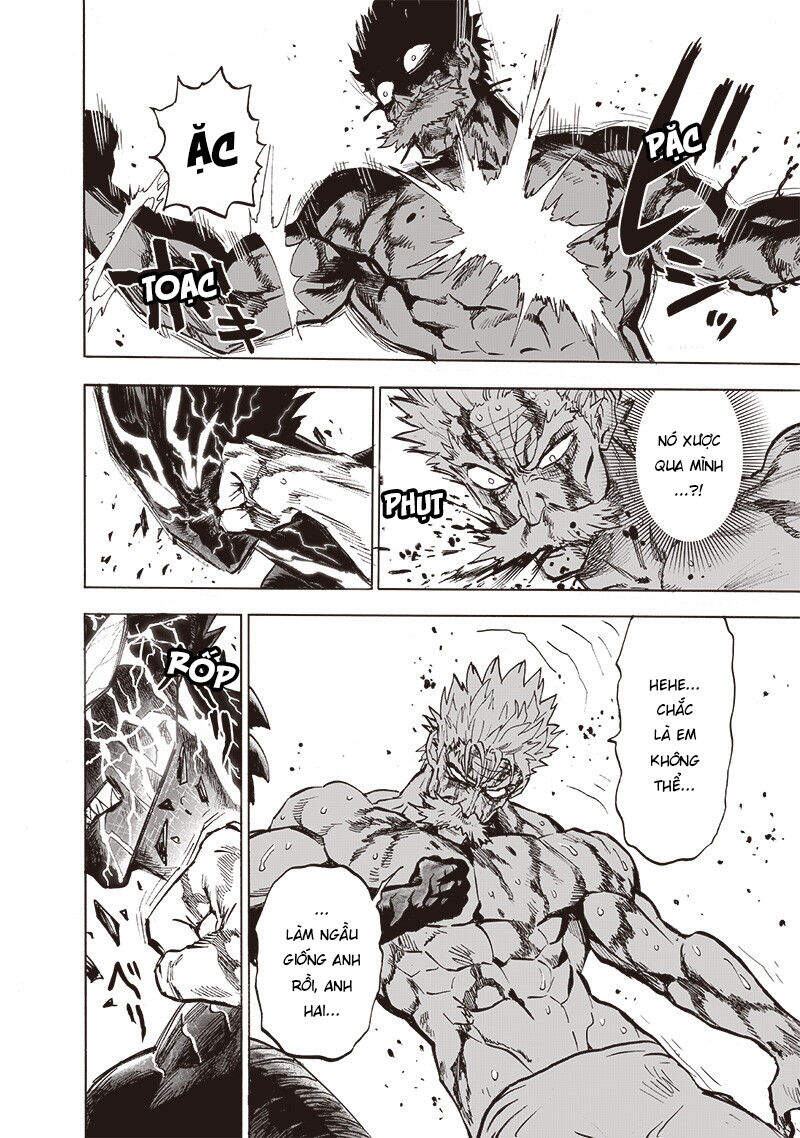 PẶC
ẶC
TOẠC
キ
NÓ XƯỢC
QUA MÌNH
...?!
PHỤT
HEHE...
CHẮC
LÀ EM
KHÔNG
THỂ...
RỐP
...
LÀM NGẦU
GIỐNG ANH
RỒI, ANH
HAI...